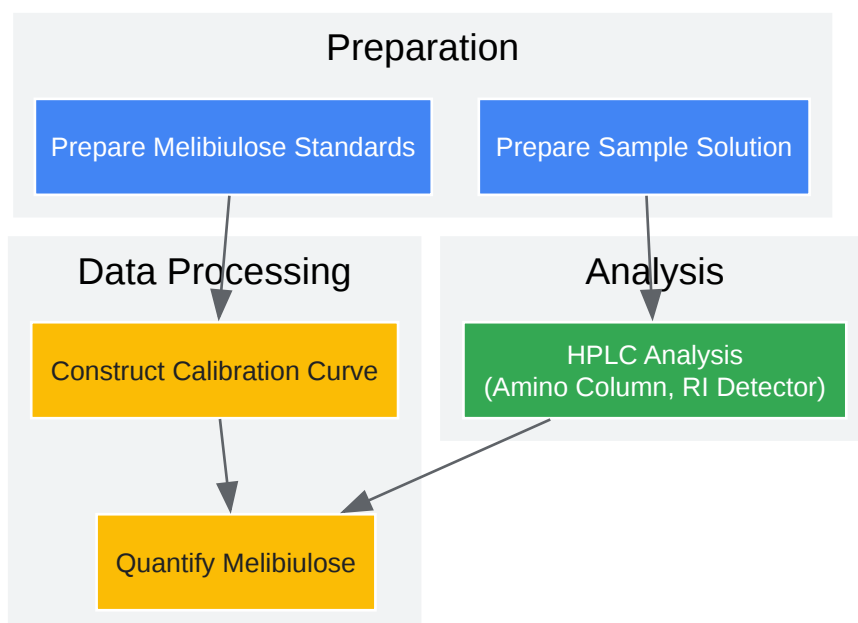 Preparation
Prepare Melibiulose Standards
Prepare Sample Solution
Data Processing
Analysis
Construct Calibration Curve
HPLC Analysis
(Amino Column, RI Detector)
Quantify Melibiulose